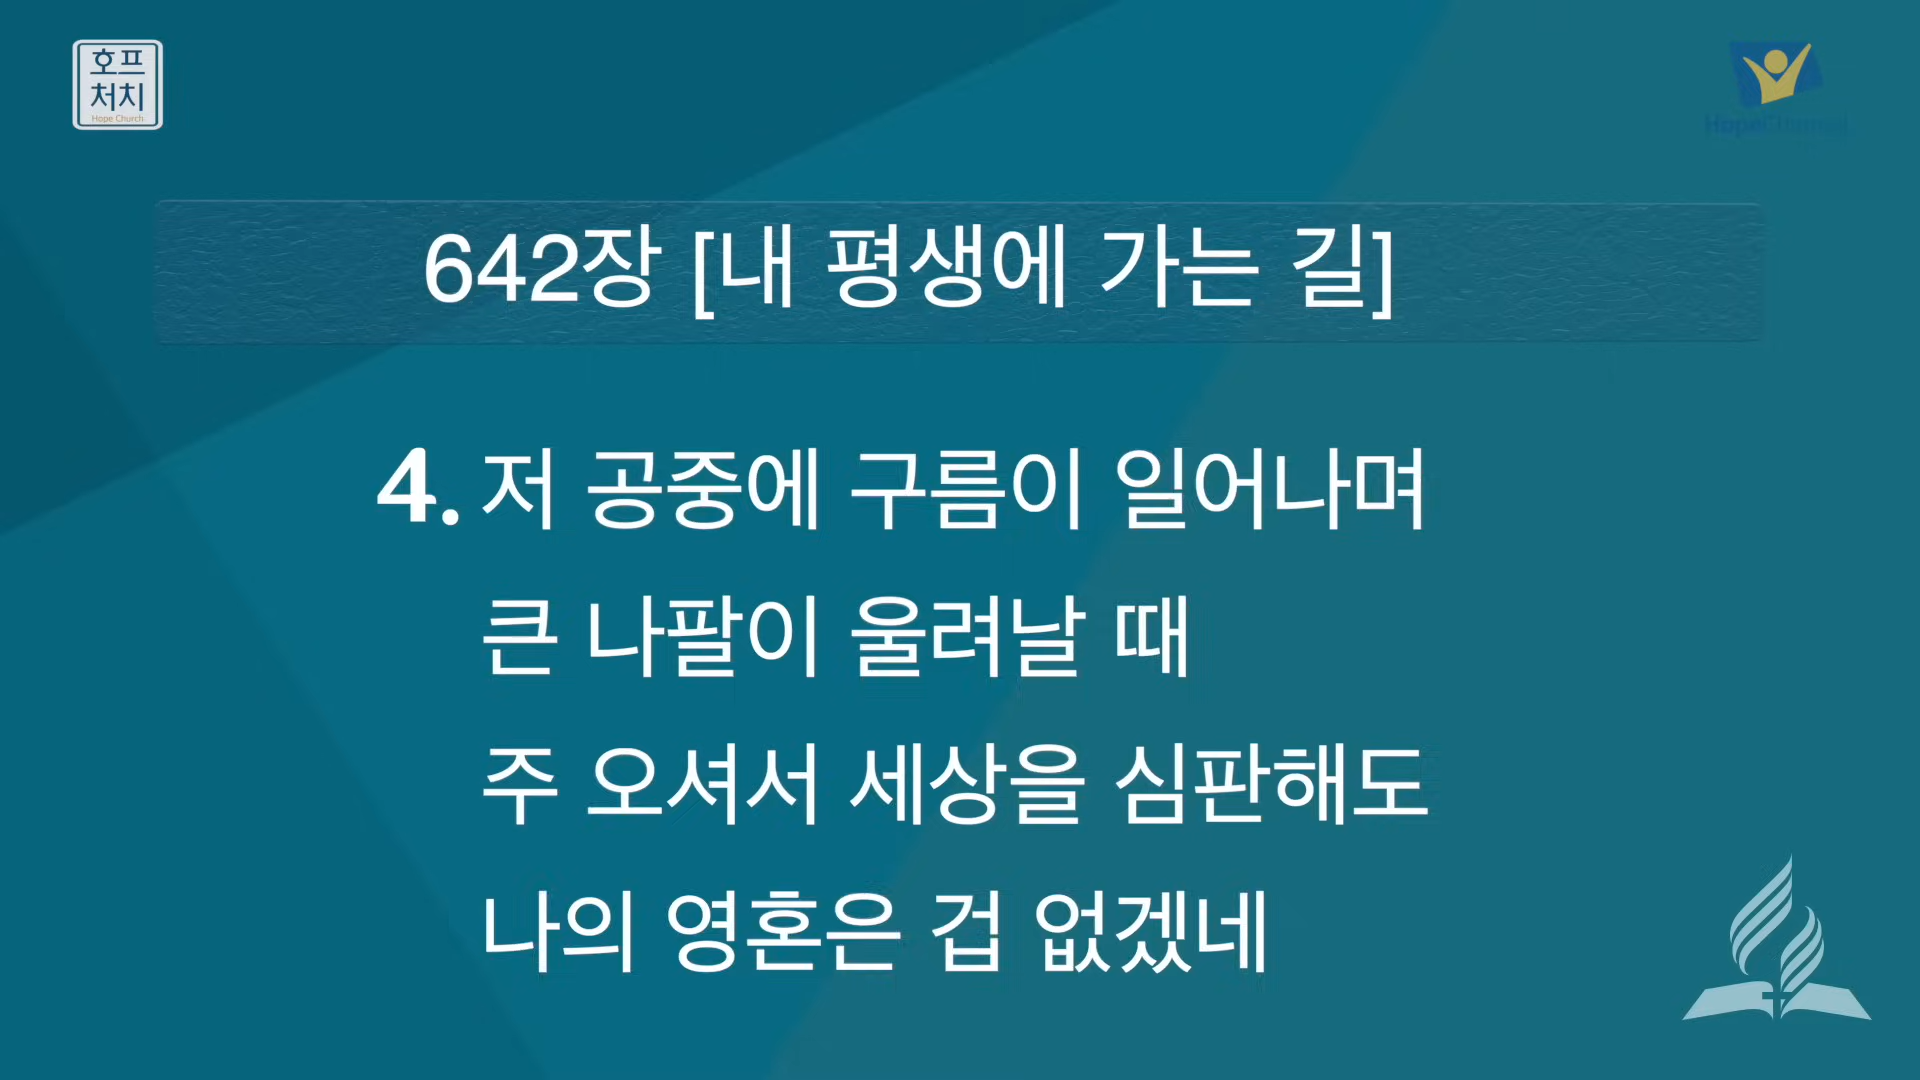 호프
처치
Hope Church
HopeChannel
642장 [내 평생에 가는 길]
4. 저 공중에 구름이 일어나며
큰 나팔이 울려날 때
주 오셔서 세상을 심판해도
나의 영혼은 겁 없겠네